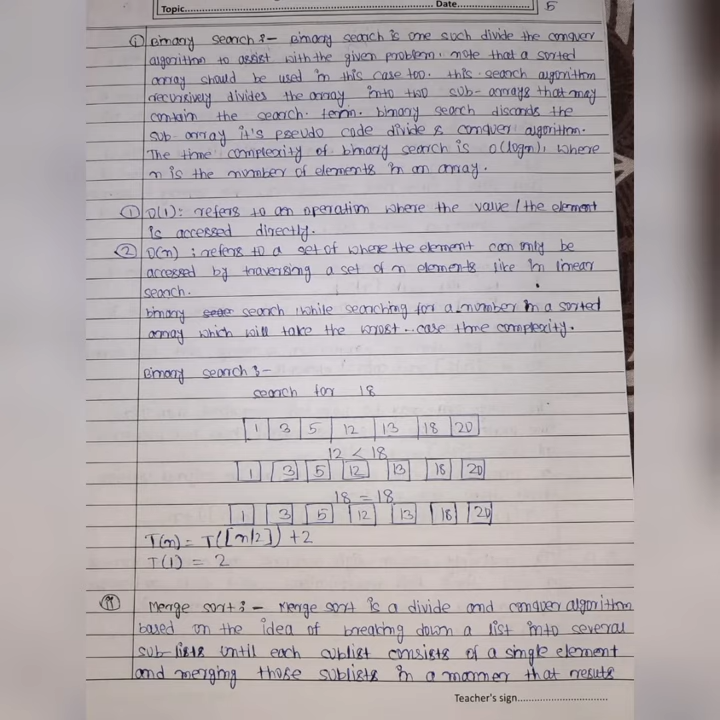 Topic.......... Date..........
5
① Binary search :- Binary search is one such divide the conquer
algorithm to assist with the given problem. note that a sorted
array should be used in this case too. this search algorithm
recursively divides the array into two sub-arrays that may
contain the search term. binary search discards the
sub array it's pseudo code divide & conquer algorithm.
The time complexity of binary search is O(logn), where
n is the number of elements in an array.
① O(1): refers to an operation where the value / the element
is accessed directly.
② O(n) : refers to a set of where the element can only be
accessed by traversing a set of n elements like in linear
search.
binary search, while searching for a number in a sorted
array which will take the worst-case time complexity.
Binary search :-
search for 18
1 3 5 12 13 18 20
12 < 18
1 3 5 12 13 18 20
18 = 18
1 3 5 12 13 18 20
T(n) = T([n/2]) + 2
T(1) = 2
⑪ Merge sort :- Merge sort is a divide and conquer algorithm
based on the idea of breaking down a list into several
sub-lists until each sublist consists of a single element
and merging those sublists in a manner that results
Teacher's sign..........